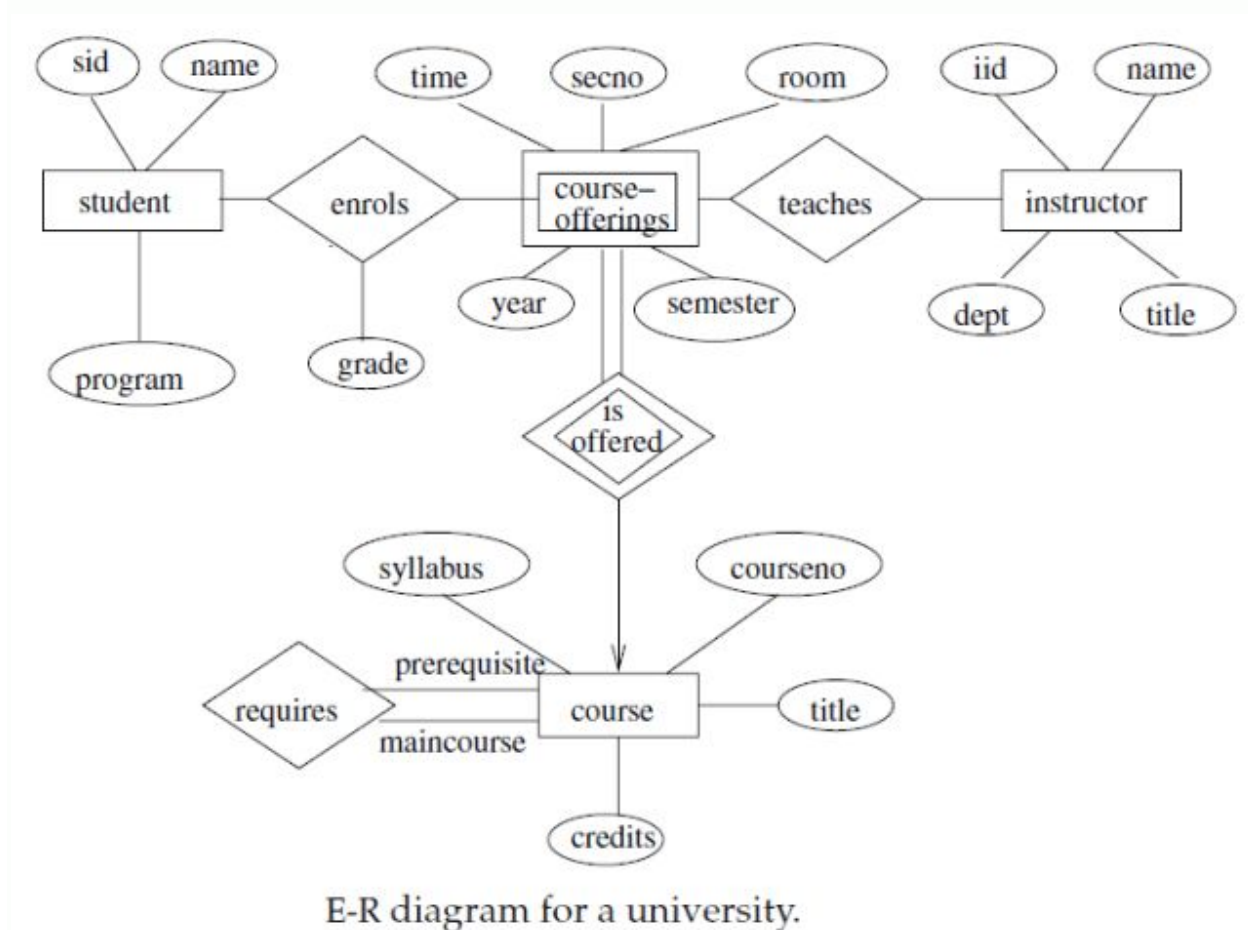 sid
name
time
secno
room
iid
name
student
enrols
course–
offerings
teaches
instructor
year
semester
dept
title
program
grade
is
offered
syllabus
courseno
prerequisite
requires
course
title
maincourse
credits
E-R diagram for a university.